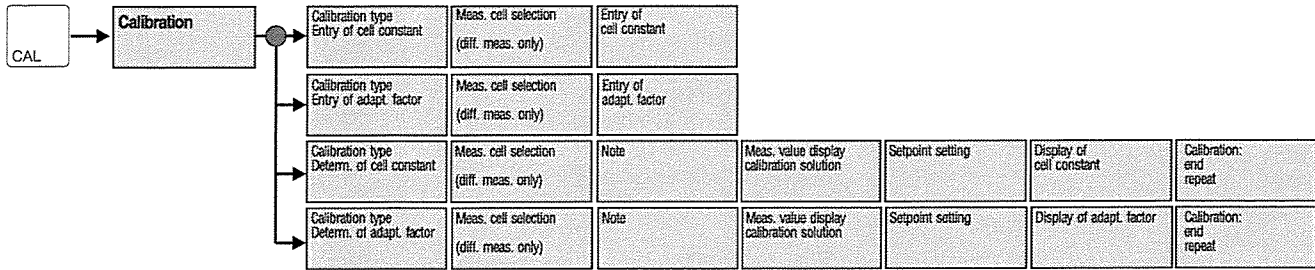 CAL
Calibration
Calibration type
Entry of cell constant
Meas. cell selection
(diff. meas. only)
Entry of
cell constant
Calibration type
Entry of adapt. factor
Meas. cell selection
(diff. meas. only)
Entry of
adapt. factor
Calibration type
Determ. of cell constant
Meas. cell selection
(diff. meas. only)
Note
Meas. value display
calibration solution
Setpoint setting
Display of
cell constant
Calibration:
end
repeat
Calibration type
Determ. of adapt. factor
Meas. cell selection
(diff. meas. only)
Note
Meas. value display
calibration solution
Setpoint setting
Display of adapt. factor
Calibration:
end
repeat